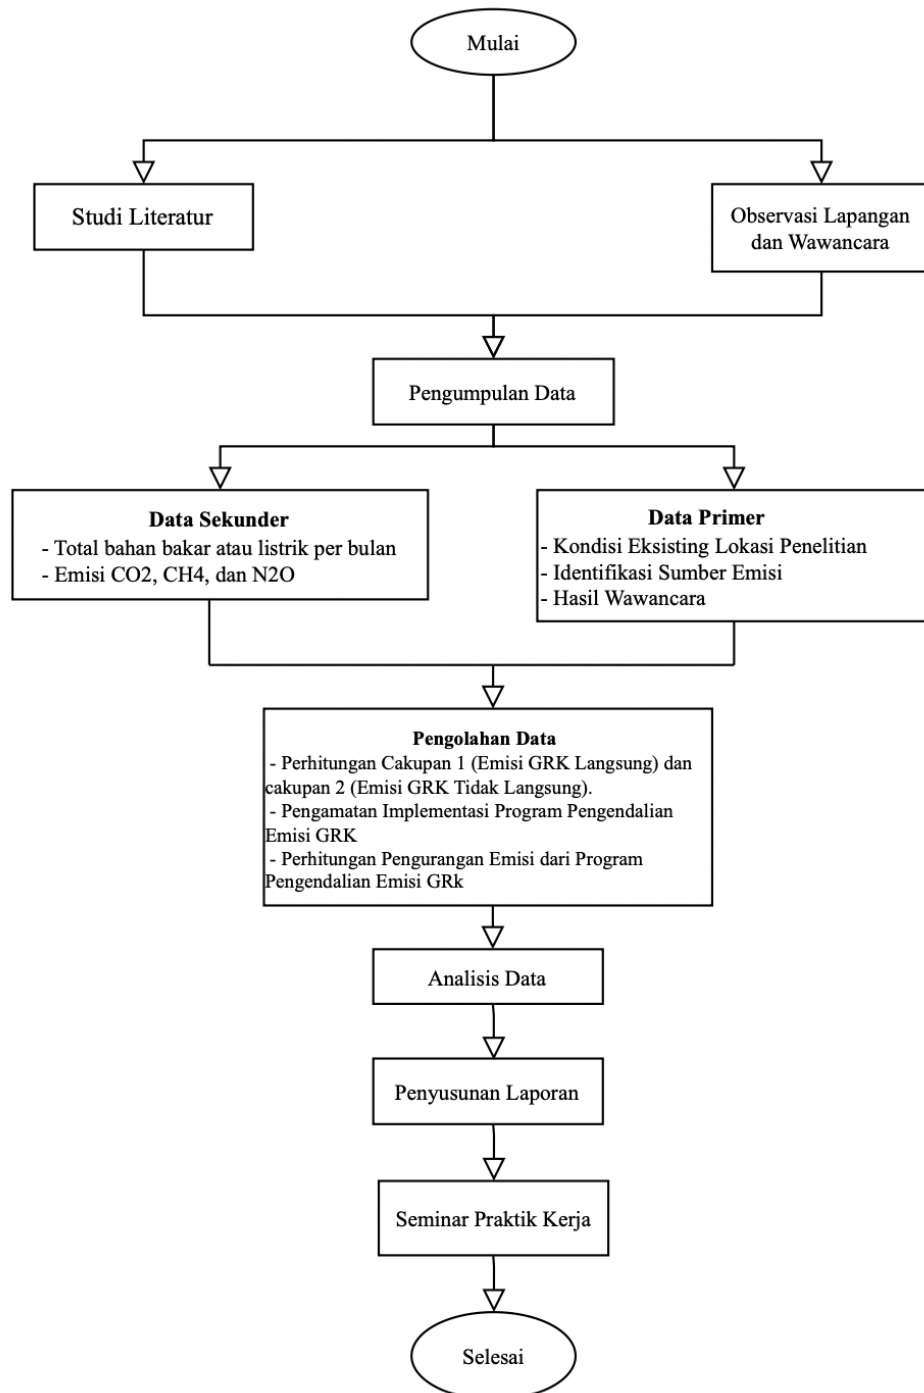 Mulai
Studi Literatur
Observasi Lapangan
dan Wawancara
Pengumpulan Data
Data Sekunder
- Total bahan bakar atau listrik per bulan
- Emisi CO2, CH4, dan N2O
Data Primer
- Kondisi Eksisting Lokasi Penelitian
- Identifikasi Sumber Emisi
- Hasil Wawancara
Pengolahan Data
- Perhitungan Cakupan 1 (Emisi GRK Langsung) dan
cakupan 2 (Emisi GRK Tidak Langsung).
- Pengamatan Implementasi Program Pengendalian
Emisi GRK
- Perhitungan Pengurangan Emisi dari Program
Pengendalian Emisi GRk
Analisis Data
Penyusunan Laporan
Seminar Praktik Kerja
Selesai